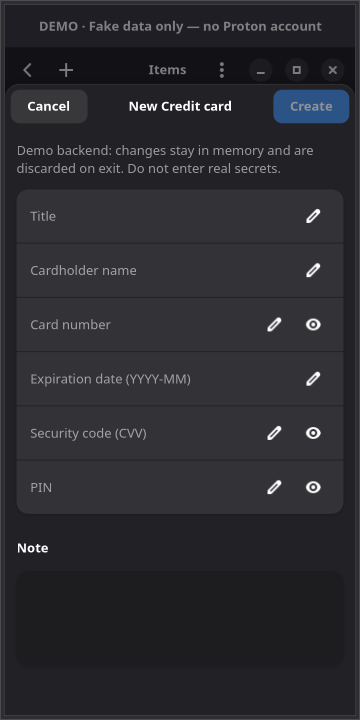 DEMO · Fake data only — no Proton account
Items
Cancel
New Credit card
Create
Demo backend: changes stay in memory and are
discarded on exit. Do not enter real secrets.
Title
Cardholder name
Card number
Expiration date (YYYY-MM)
Security code (CVV)
PIN
Note